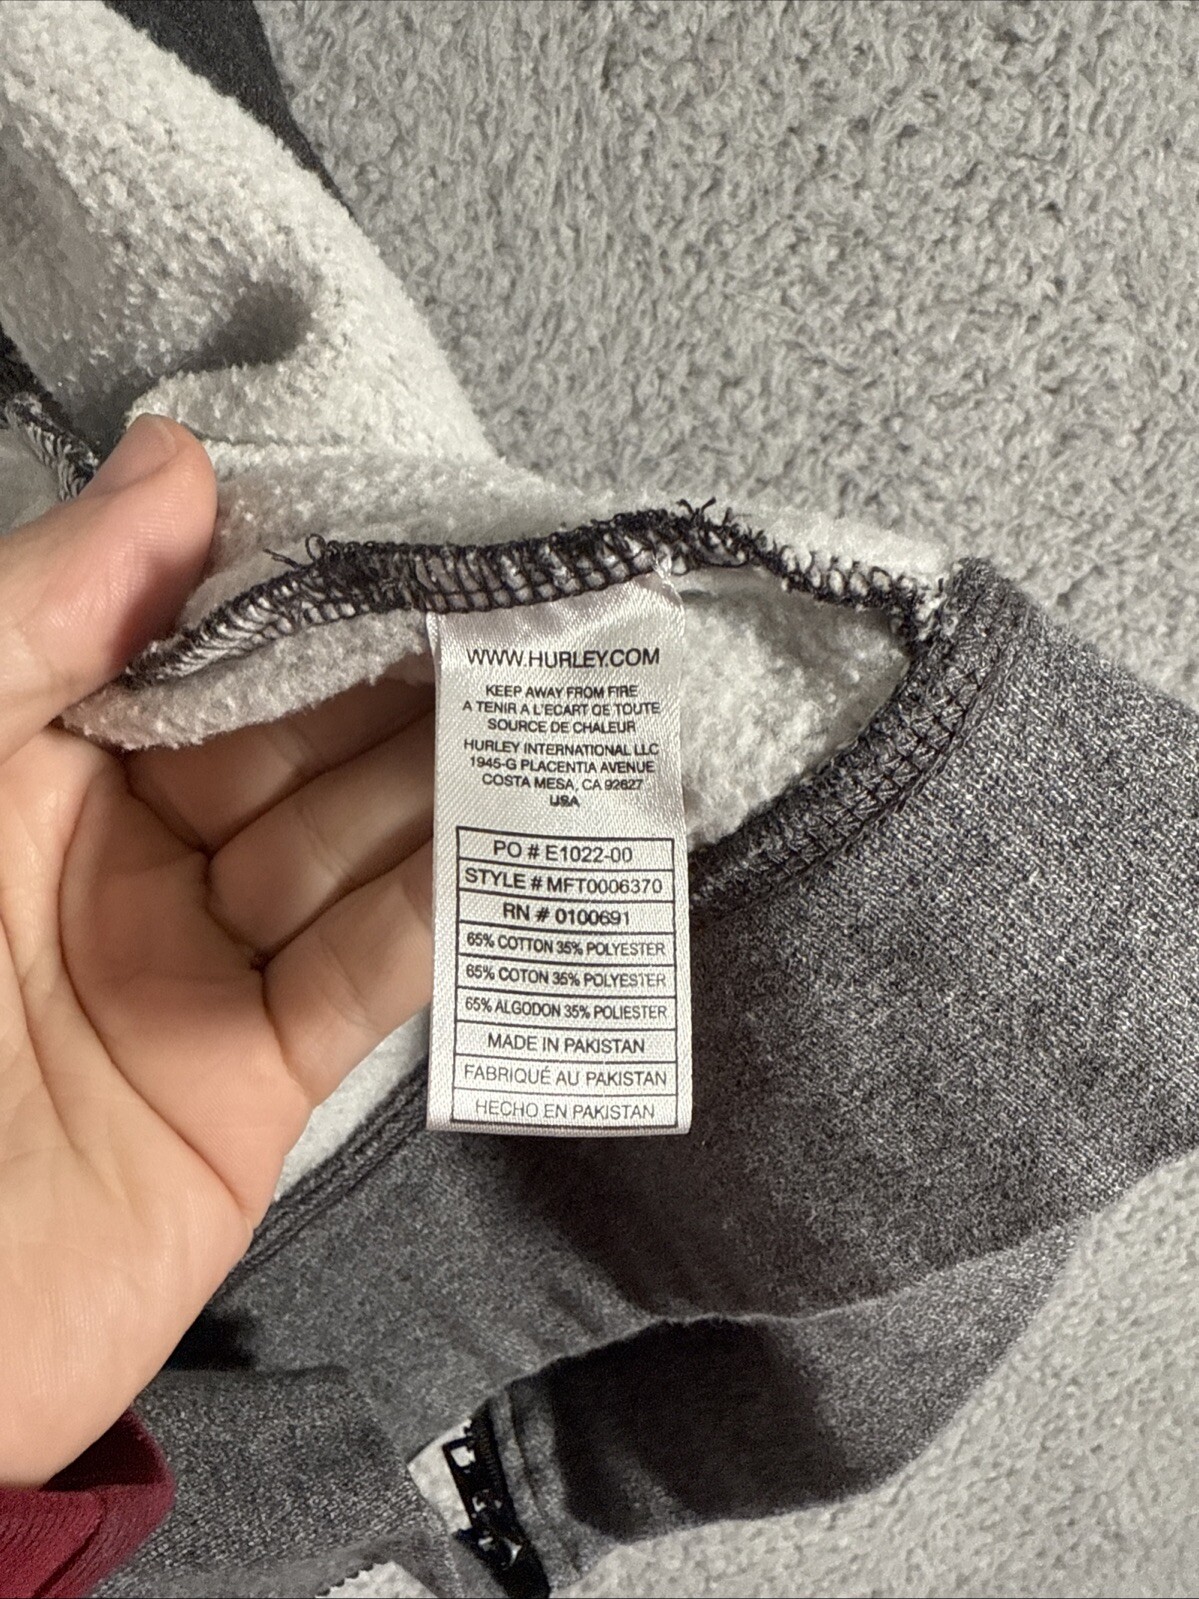 WWW.HURLEY.COM
KEEP AWAY FROM FIRE
A TENIR A L'ECART DE TOUTE
SOURCE DE CHALEUR
HURLEY INTERNATIONAL LLC
1945-G PLACENTIA AVENUE
COSTA MESA, CA 92627
USA
PO # E1022-00
STYLE # MFT0006370
RN # 0100691
65% COTTON 35% POLYESTER
65% COTON 35% POLYESTER
65% ALGODON 35% POLIESTER
MADE IN PAKISTAN
FABRIQUÉ AU PAKISTAN
HECHO EN PAKISTAN